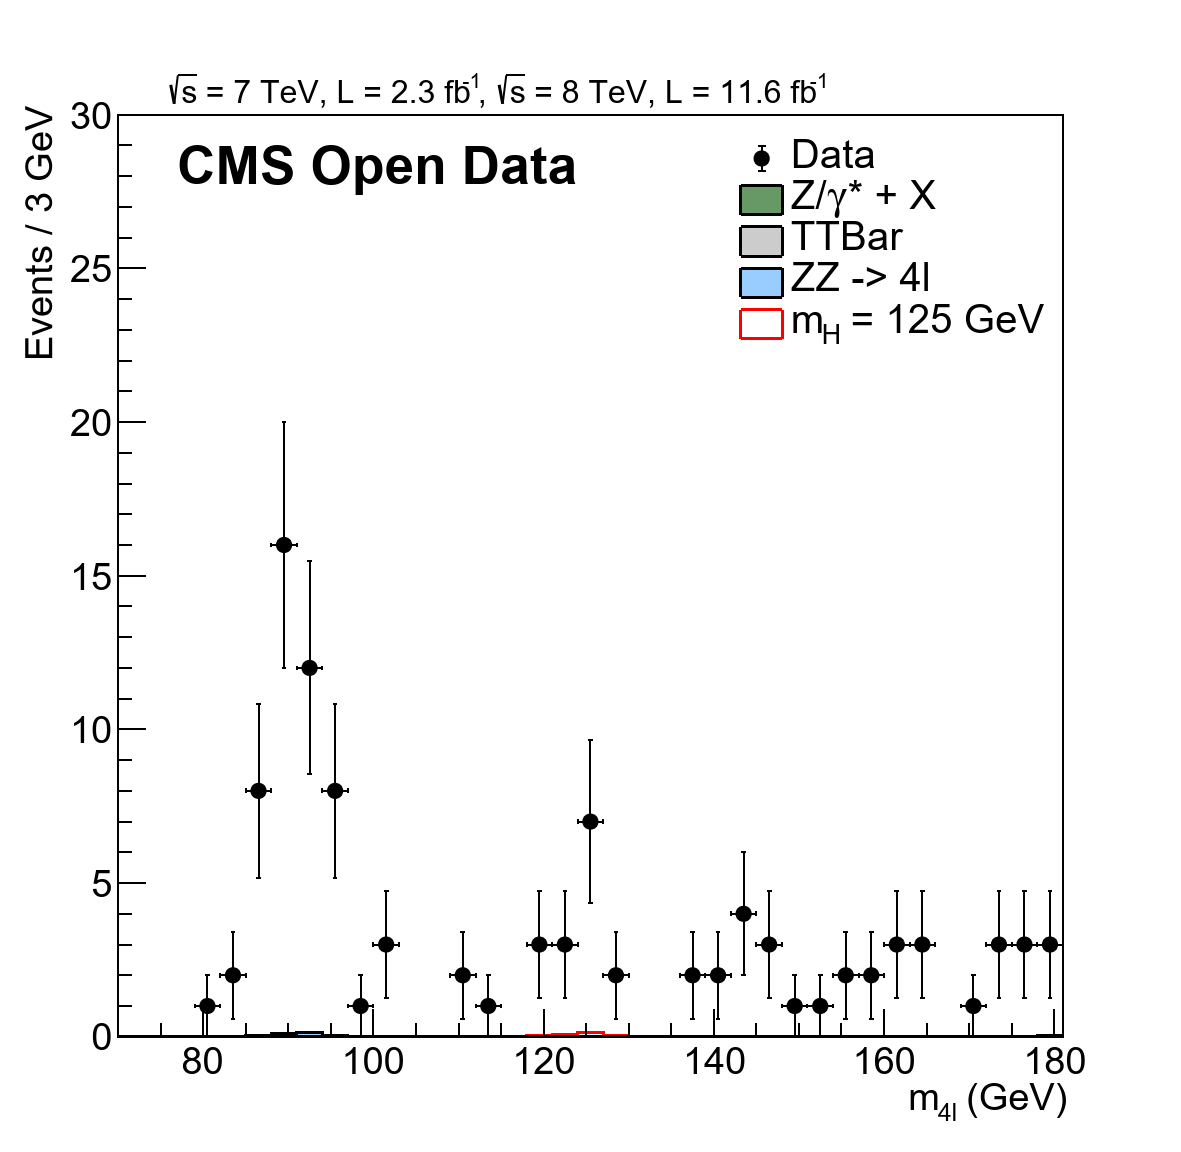 √s = 7 TeV, L = 2.3 fb⁻¹, √s = 8 TeV, L = 11.6 fb⁻¹
CMS Open Data
Data
Z/γ* + X
TTBar
ZZ -> 4l
m_H = 125 GeV
Events / 3 GeV
30
25
20
15
10
5
0
80 100 120 140 160 180
m_4l (GeV)